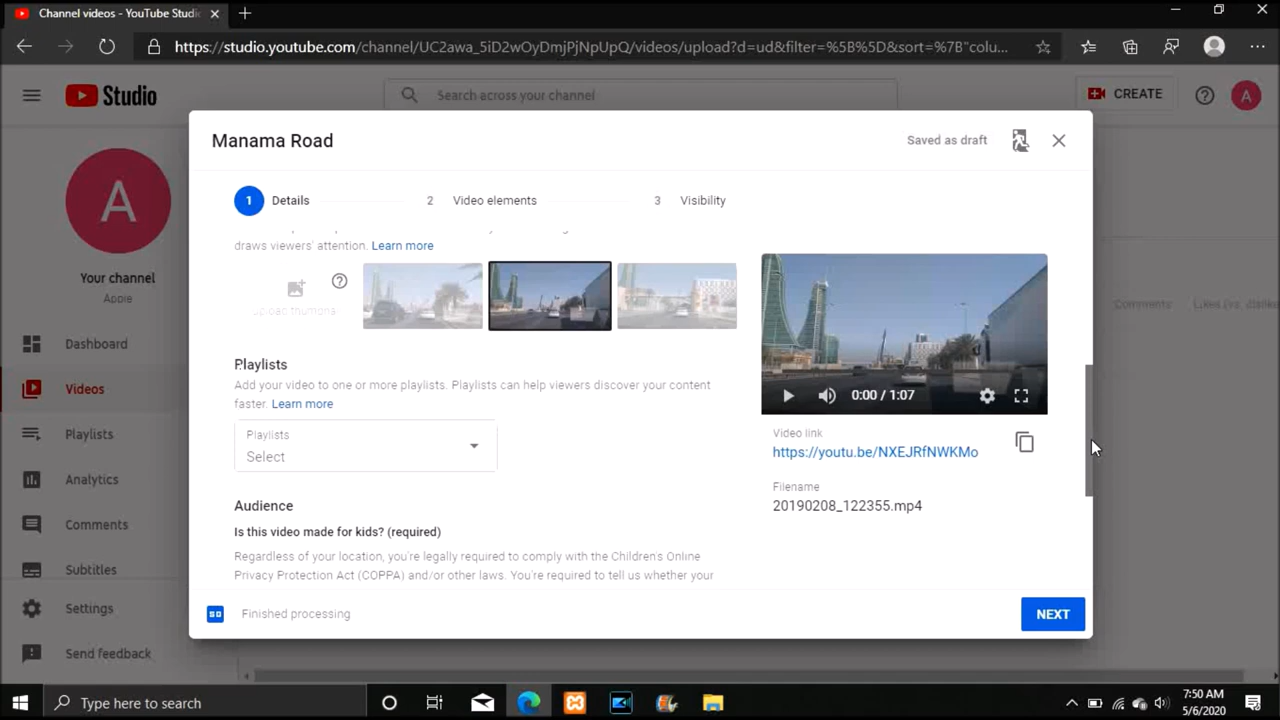 Channel videos - YouTube Studi
https://studio.youtube.com/channel/UC2awa_5iD2wOyDmjPjNpUpQ/videos/upload?d=ud&filter=%5B%5D&sort=%7B"colu...
Studio
Search across your channel
CREATE
A
A
Your channel
Apple
Dashboard
Videos
Playlists
Analytics
Comments
Subtitles
Settings
Send feedback
Comments
Likes (vs.
Manama Road
Saved as draft
1 Details
2 Video elements
3 Visibility
draws viewers' attention. Learn more
Upload thumbnai
Playlists
Add your video to one or more playlists. Playlists can help viewers discover your content
faster. Learn more
Playlists
Select
Audience
Is this video made for kids? (required)
Regardless of your location, you're legally required to comply with the Children's Online
Privacy Protection Act (COPPA) and/or other laws. You're required to tell us whether your
0:00 / 1:07
Video link
https://youtu.be/NXEJRfNWKMo
Filename
20190208_122355.mp4
SD
Finished processing
NEXT
Type here to search
7:50 AM
5/6/2020